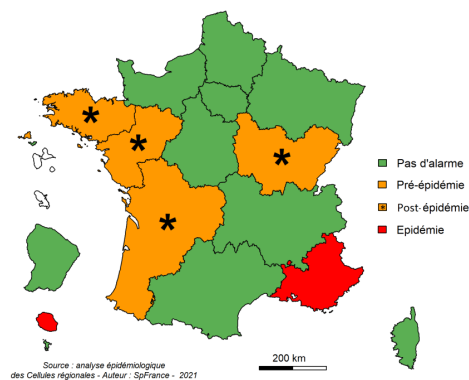 Pas d'alarme
Pré-épidémie
Post-épidémie
Epidémie
200 km
Source : analyse épidémiologique
des Cellules régionales - Auteur : SpFrance - 2021